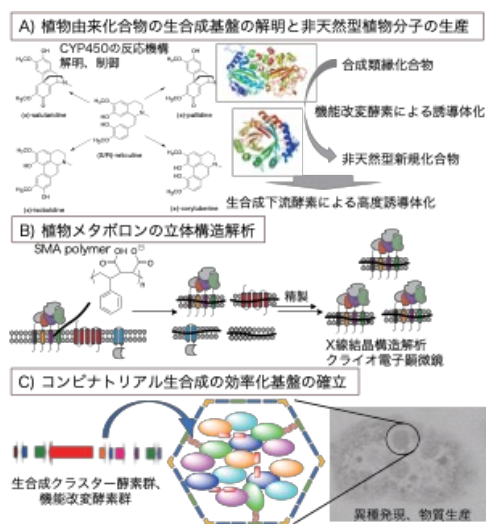 A) 植物由来化合物の生合成基盤の解明と非天然型植物分子の生産
CYP450の反応機構
解明、制御
合成類縁化合物
機能改変酵素による誘導体化
非天然型新規化合物
(R/S)-reticuline
生合成下流酵素による高度誘導体化
B) 植物メタボロンの立体構造解析
SMA polymer
OH
O
n
精製
X線結晶構造解析
クライオ電子顕微鏡
C) コンビナトリアル生合成の効率化基盤の確立
生合成クラスター酵素群、
機能改変酵素群
異種発現、物質生産